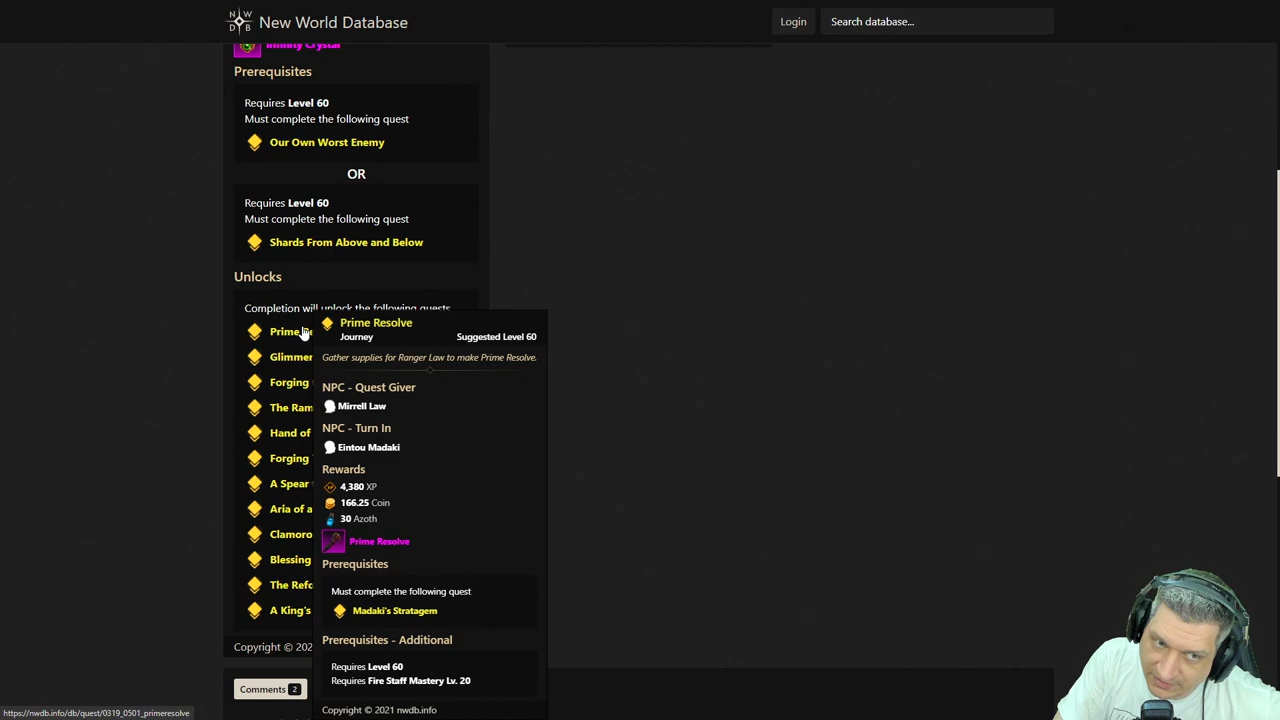 NW
DB
New World Database
Login
Search database...
Infinity Crystal
Prerequisites
Requires Level 60
Must complete the following quest
Our Own Worst Enemy
OR
Requires Level 60
Must complete the following quest
Shards From Above and Below
Unlocks
Completion will unlock the following quests
Prime
Glimmer
Forging
The Ram
Hand of
Forging
A Spear
Aria of a
Clamoro
Blessing
The Refo
A King's
Copyright © 202
Comments 2
Prime Resolve
Journey
Suggested Level 60
Gather supplies for Ranger Law to make Prime Resolve.
NPC - Quest Giver
Mirrell Law
NPC - Turn In
Eintou Madaki
Rewards
4,380 XP
166.25 Coin
30 Azoth
Prime Resolve
Prerequisites
Must complete the following quest
Madaki's Stratagem
Prerequisites - Additional
Requires Level 60
Requires Fire Staff Mastery Lv. 20
Copyright © 2021 nwdb.info
https://nwdb.info/db/quest/0319_0501_primeresolve